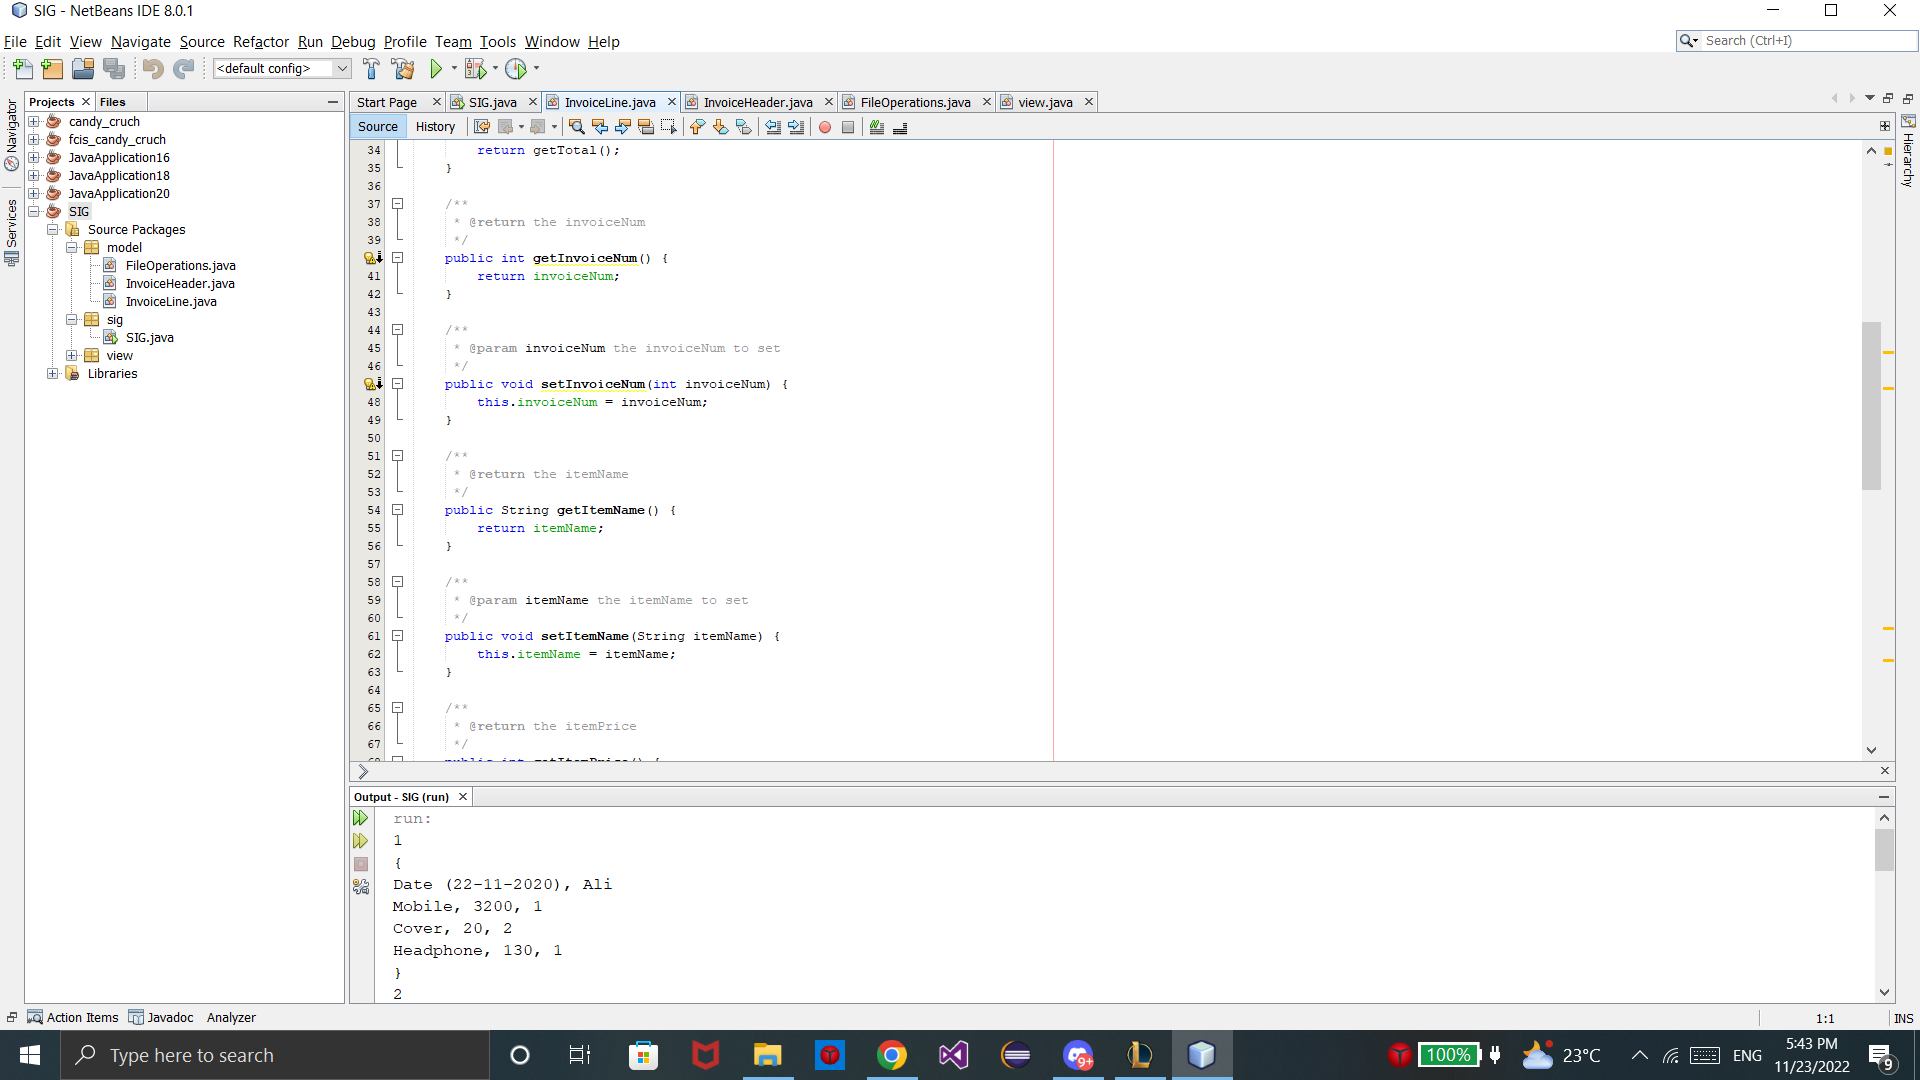 SIG - NetBeans IDE 8.0.1
File Edit View Navigate Source Refactor Run Debug Profile Team Tools Window Help
Search (Ctrl+I)
<default config>
Projects Files
Navigator
Services
Hierarchy
candy_cruch
fcis_candy_cruch
JavaApplication16
JavaApplication18
JavaApplication20
SIG
Source Packages
model
FileOperations.java
InvoiceHeader.java
InvoiceLine.java
sig
SIG.java
view
Libraries
Start Page SIG.java InvoiceLine.java InvoiceHeader.java FileOperations.java view.java
Source History
34 return getTotal();
35 }
36
37 /**
38 * @return the invoiceNum
39 */
public int getInvoiceNum() {
41 return invoiceNum;
42 }
43
44 /**
45 * @param invoiceNum the invoiceNum to set
46 */
public void setInvoiceNum(int invoiceNum) {
48 this.invoiceNum = invoiceNum;
49 }
50
51 /**
52 * @return the itemName
53 */
54 public String getItemName() {
55 return itemName;
56 }
57
58 /**
59 * @param itemName the itemName to set
60 */
61 public void setItemName(String itemName) {
62 this.itemName = itemName;
63 }
64
65 /**
66 * @return the itemPrice
67 */
68 public int getItemPrice() {
Output - SIG (run)
run:
1
{
Date (22-11-2020), Ali
Mobile, 3200, 1
Cover, 20, 2
Headphone, 130, 1
}
2
Action Items Javadoc Analyzer
1:1 INS
Type here to search
9+
100%
23°C
ENG
5:43 PM
11/23/2022
9